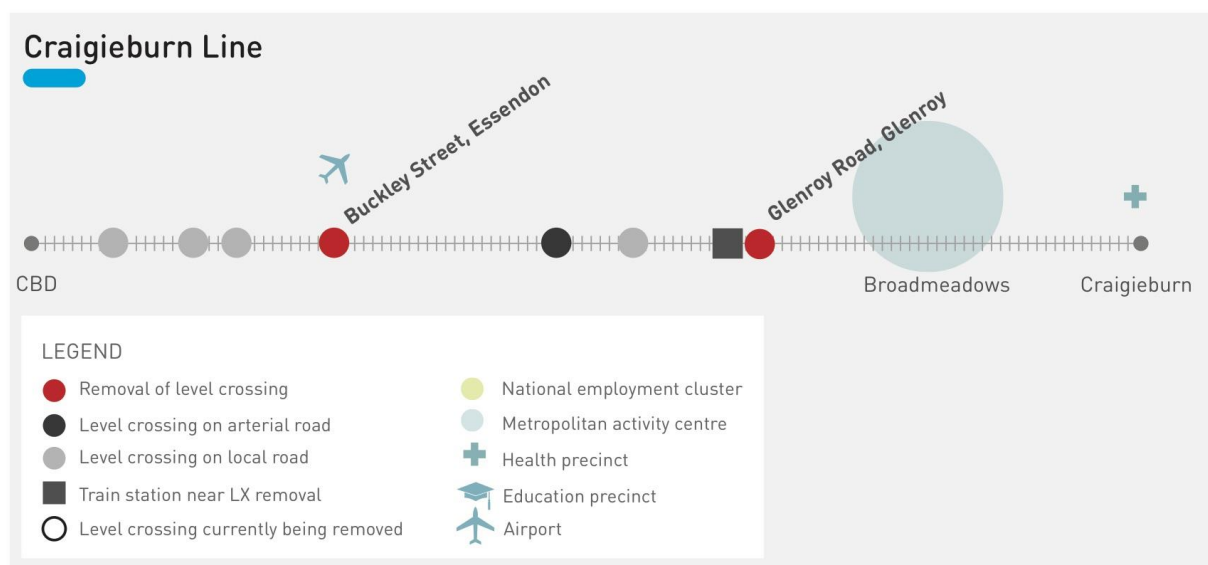 Craigieburn Line
Buckley Street, Essendon
Glenroy Road, Glenroy
CBD
Broadmeadows
Craigieburn
LEGEND
Removal of level crossing
Level crossing on arterial road
Level crossing on local road
Train station near LX removal
Level crossing currently being removed
National employment cluster
Metropolitan activity centre
Health precinct
Education precinct
Airport